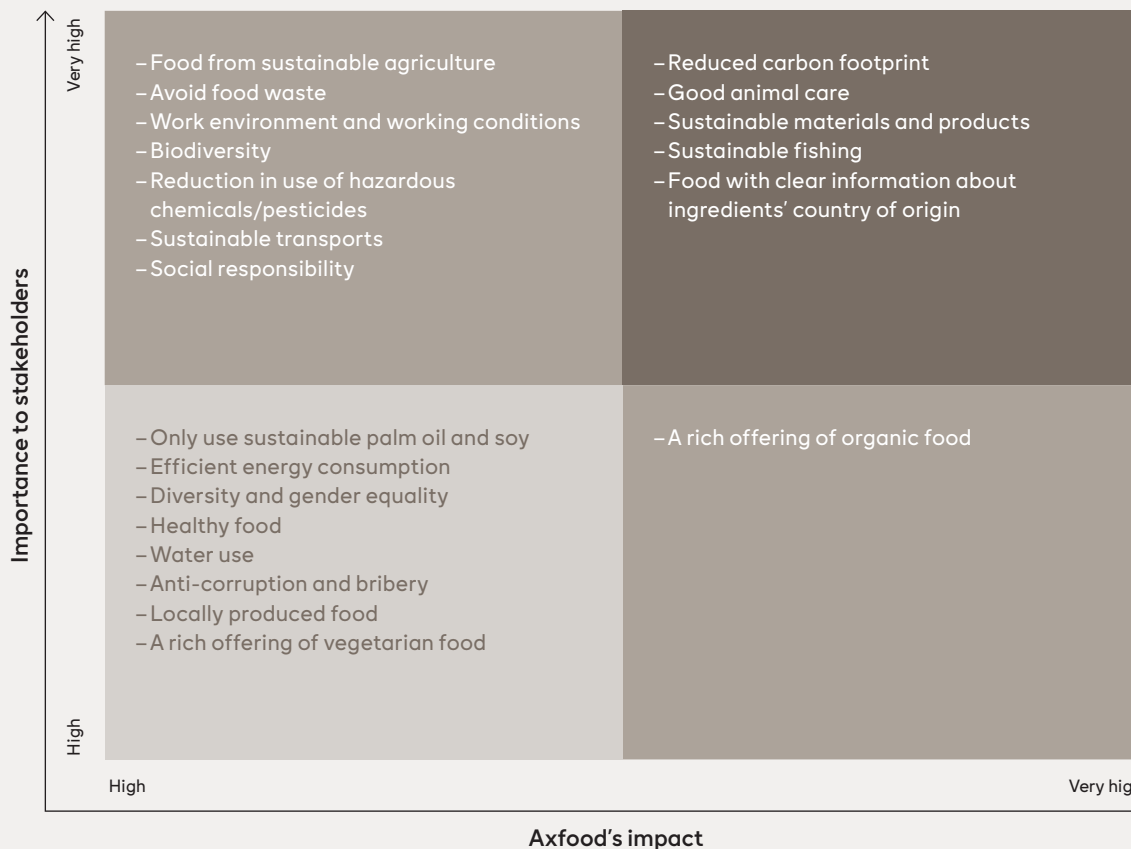 Very high
– Food from sustainable agriculture
– Avoid food waste
– Work environment and working conditions
– Biodiversity
– Reduction in use of hazardous
chemicals/pesticides
– Sustainable transports
– Social responsibility
– Reduced carbon footprint
– Good animal care
– Sustainable materials and products
– Sustainable fishing
– Food with clear information about
ingredients’ country of origin
Importance to stakeholders
– Only use sustainable palm oil and soy
– Efficient energy consumption
– Diversity and gender equality
– Healthy food
– Water use
– Anti-corruption and bribery
– Locally produced food
– A rich offering of vegetarian food
– A rich offering of organic food
High
High
Very hig
Axfood’s impact